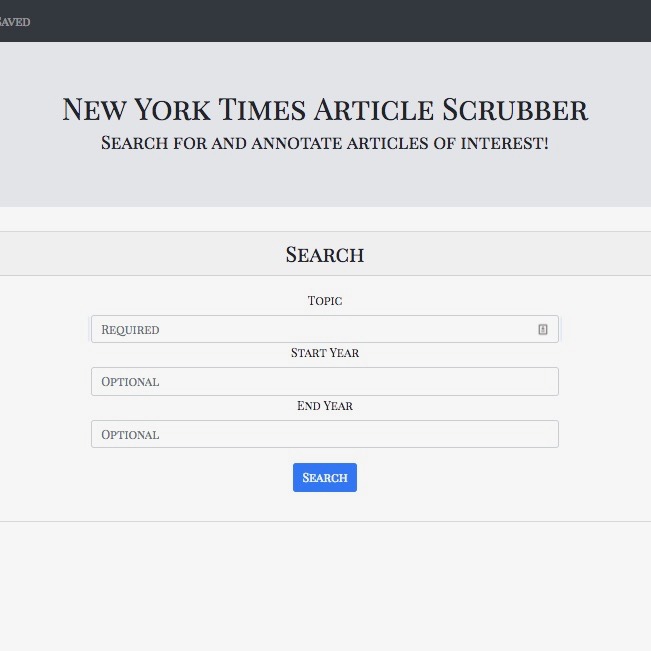 Saved
New York Times Article Scrubber
Search for and annotate articles of interest!
Search
Topic
Required
Start Year
Optional
End Year
Optional
Search